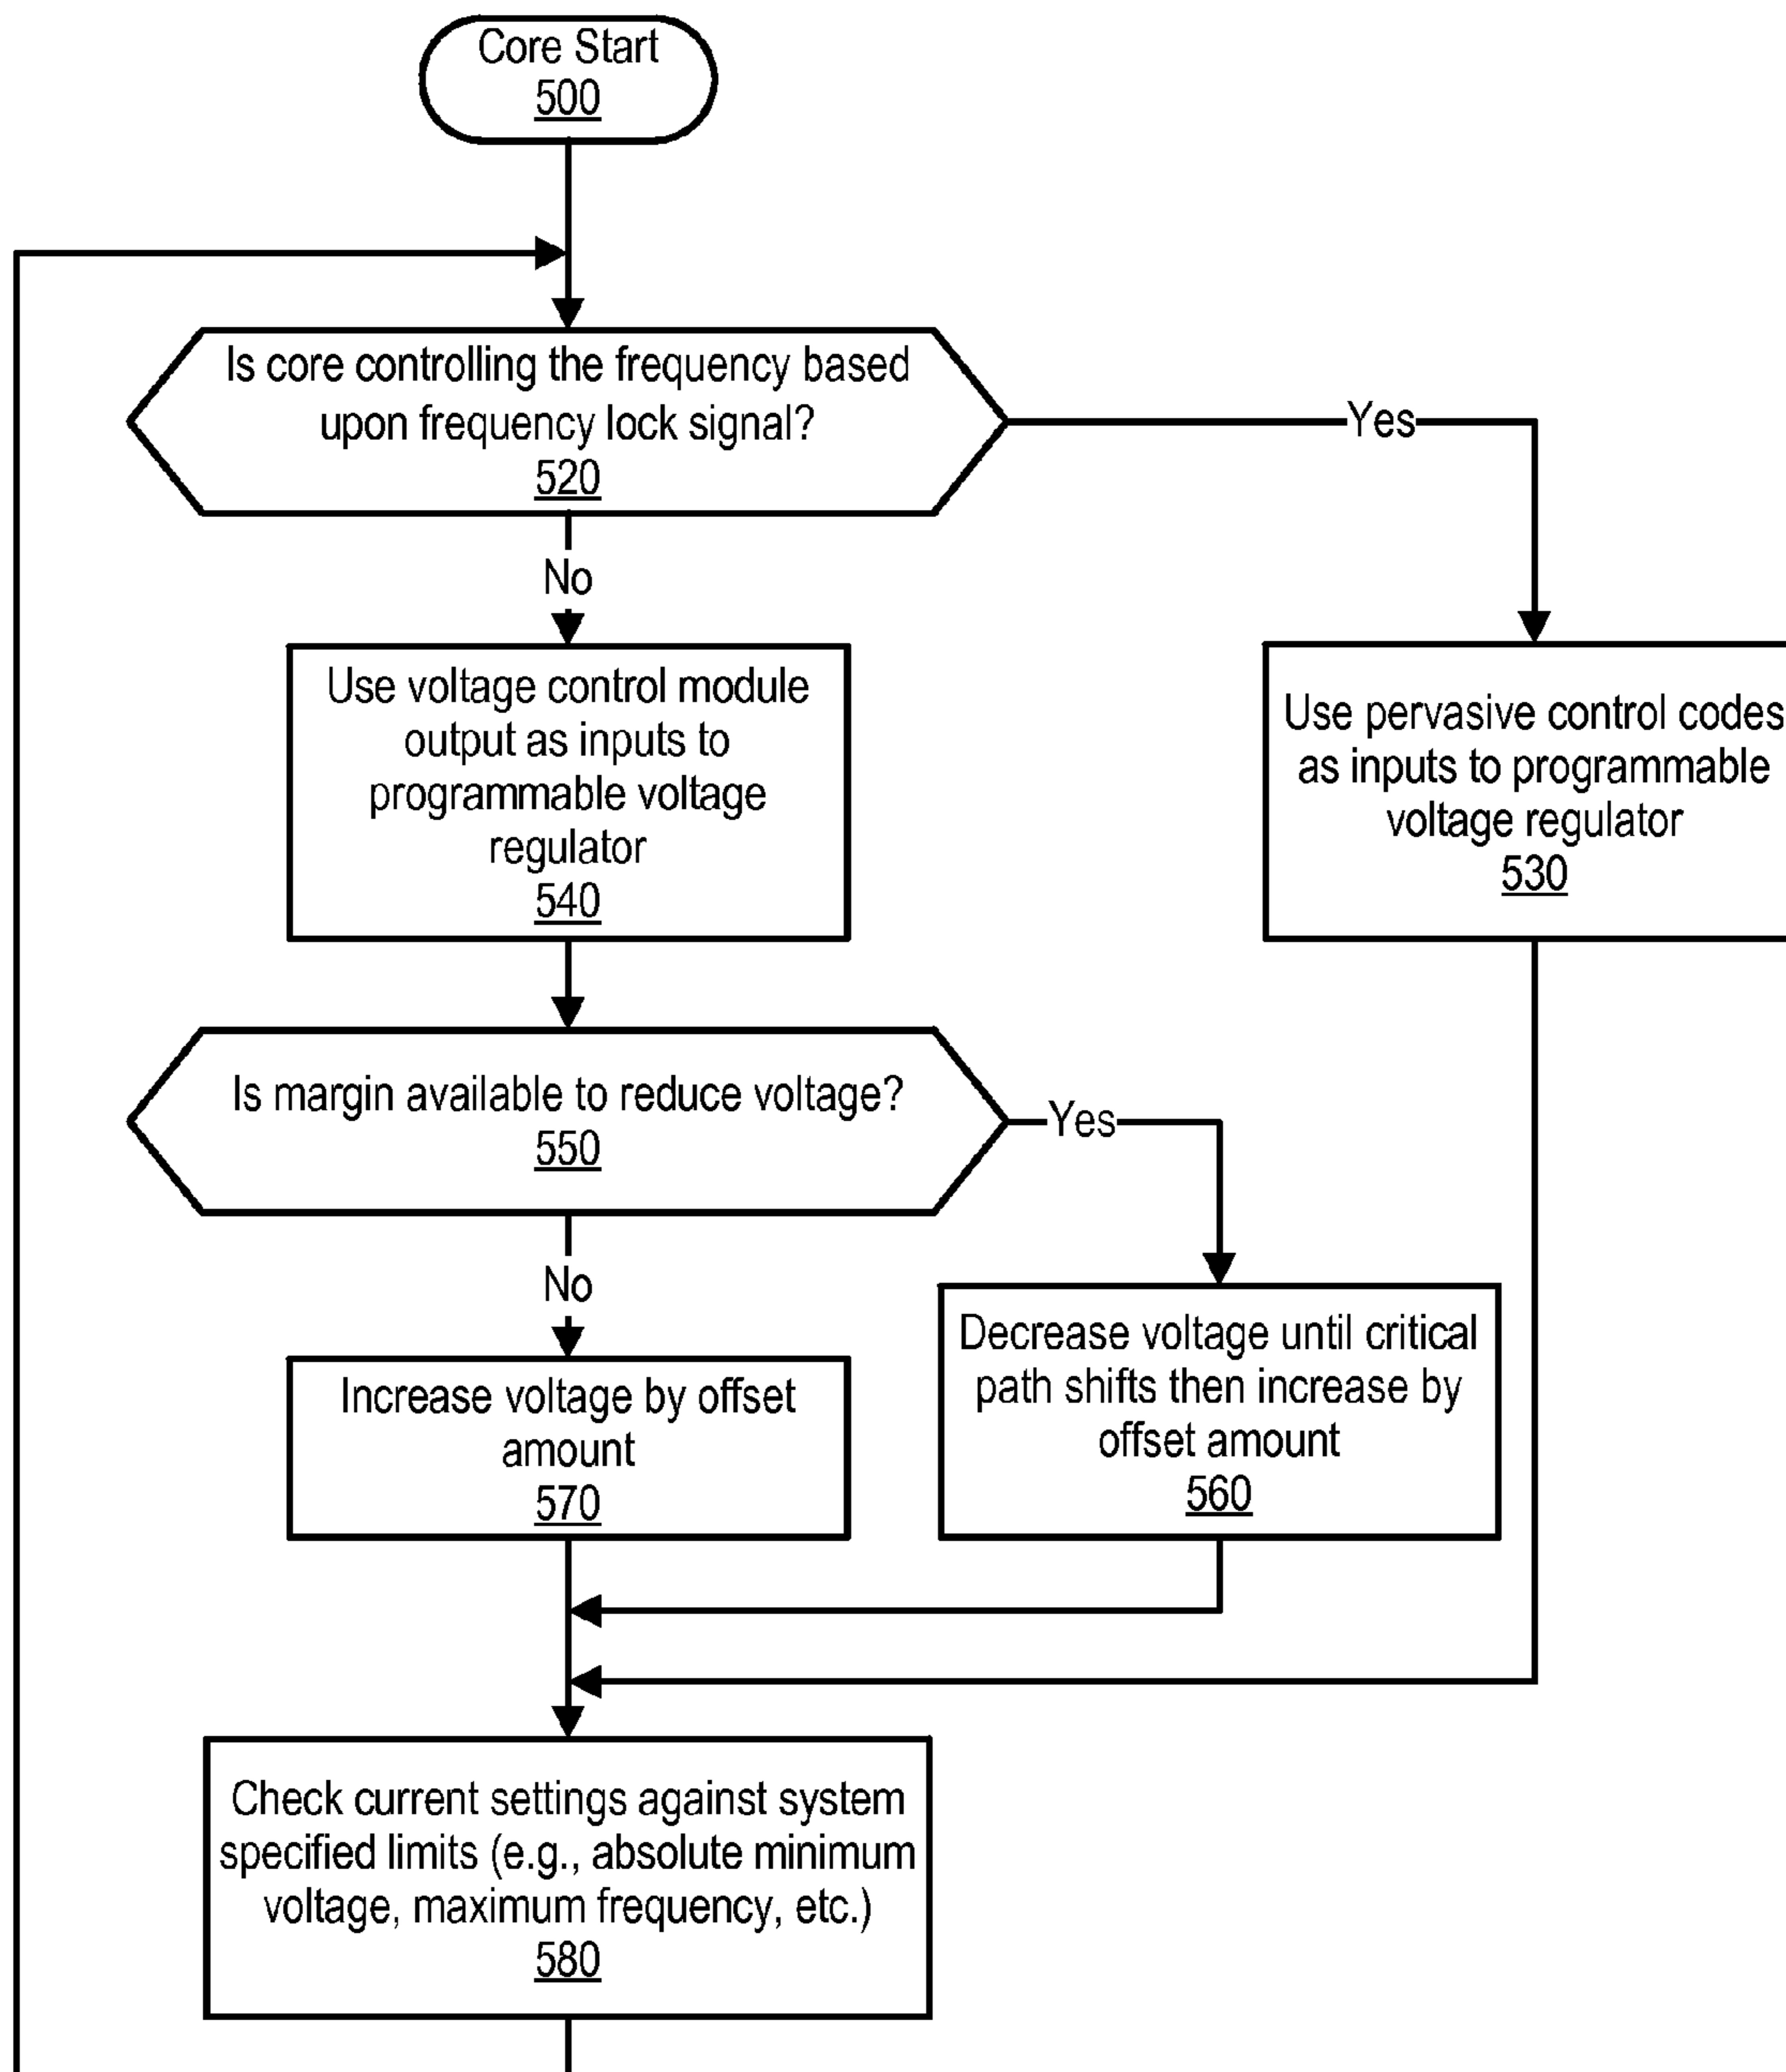 Core Start
500
Is core controlling the frequency based
upon frequency lock signal?
520
Yes
No
Use voltage control module
output as inputs to
programmable voltage
regulator
540
Use pervasive control codes
as inputs to programmable
voltage regulator
530
Is margin available to reduce voltage?
550
Yes
No
Decrease voltage until critical
path shifts then increase by
offset amount
560
Increase voltage by offset
amount
570
Check current settings against system
specified limits (e.g., absolute minimum
voltage, maximum frequency, etc.)
580